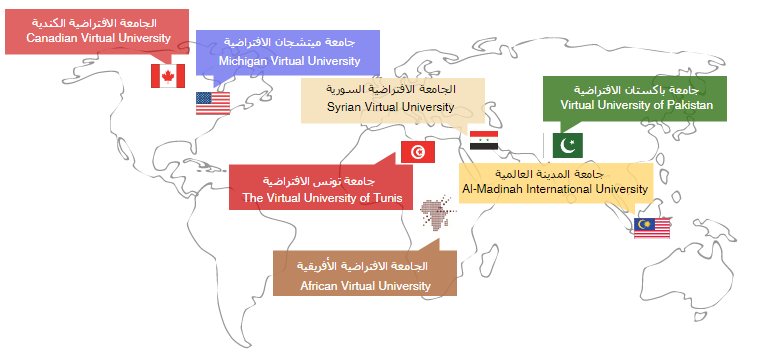 الجامعة الافتراضية الكندية
Canadian Virtual University
جامعة ميتشجان الافتراضية
Michigan Virtual University
الجامعة الافتراضية السورية
Syrian Virtual University
جامعة باكستان الافتراضية
Virtual University of Pakistan
جامعة تونس الافتراضية
The Virtual University of Tunis
جامعة المدينة العالمية
Al-Madinah International University
الجامعة الافتراضية الأفريقية
African Virtual University